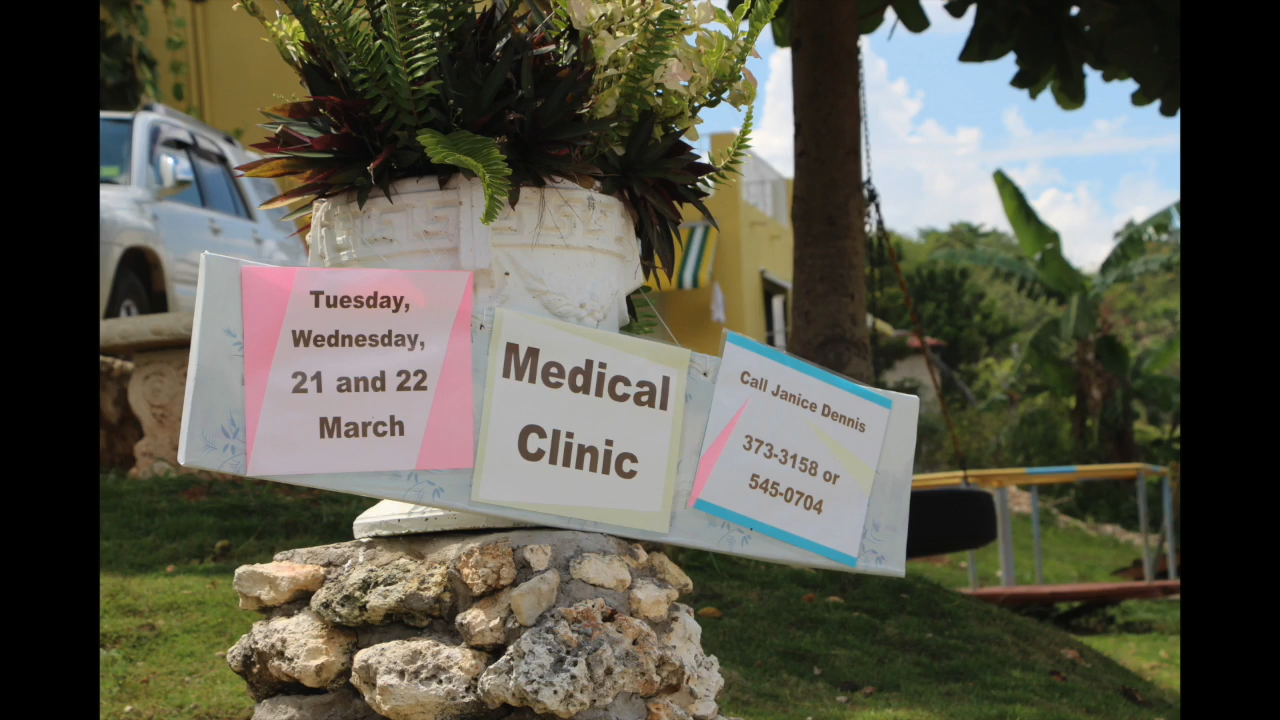 Tuesday,
Wednesday,
21 and 22
March
Medical
Clinic
Call Janice Dennis
373-3158 or
545-0704